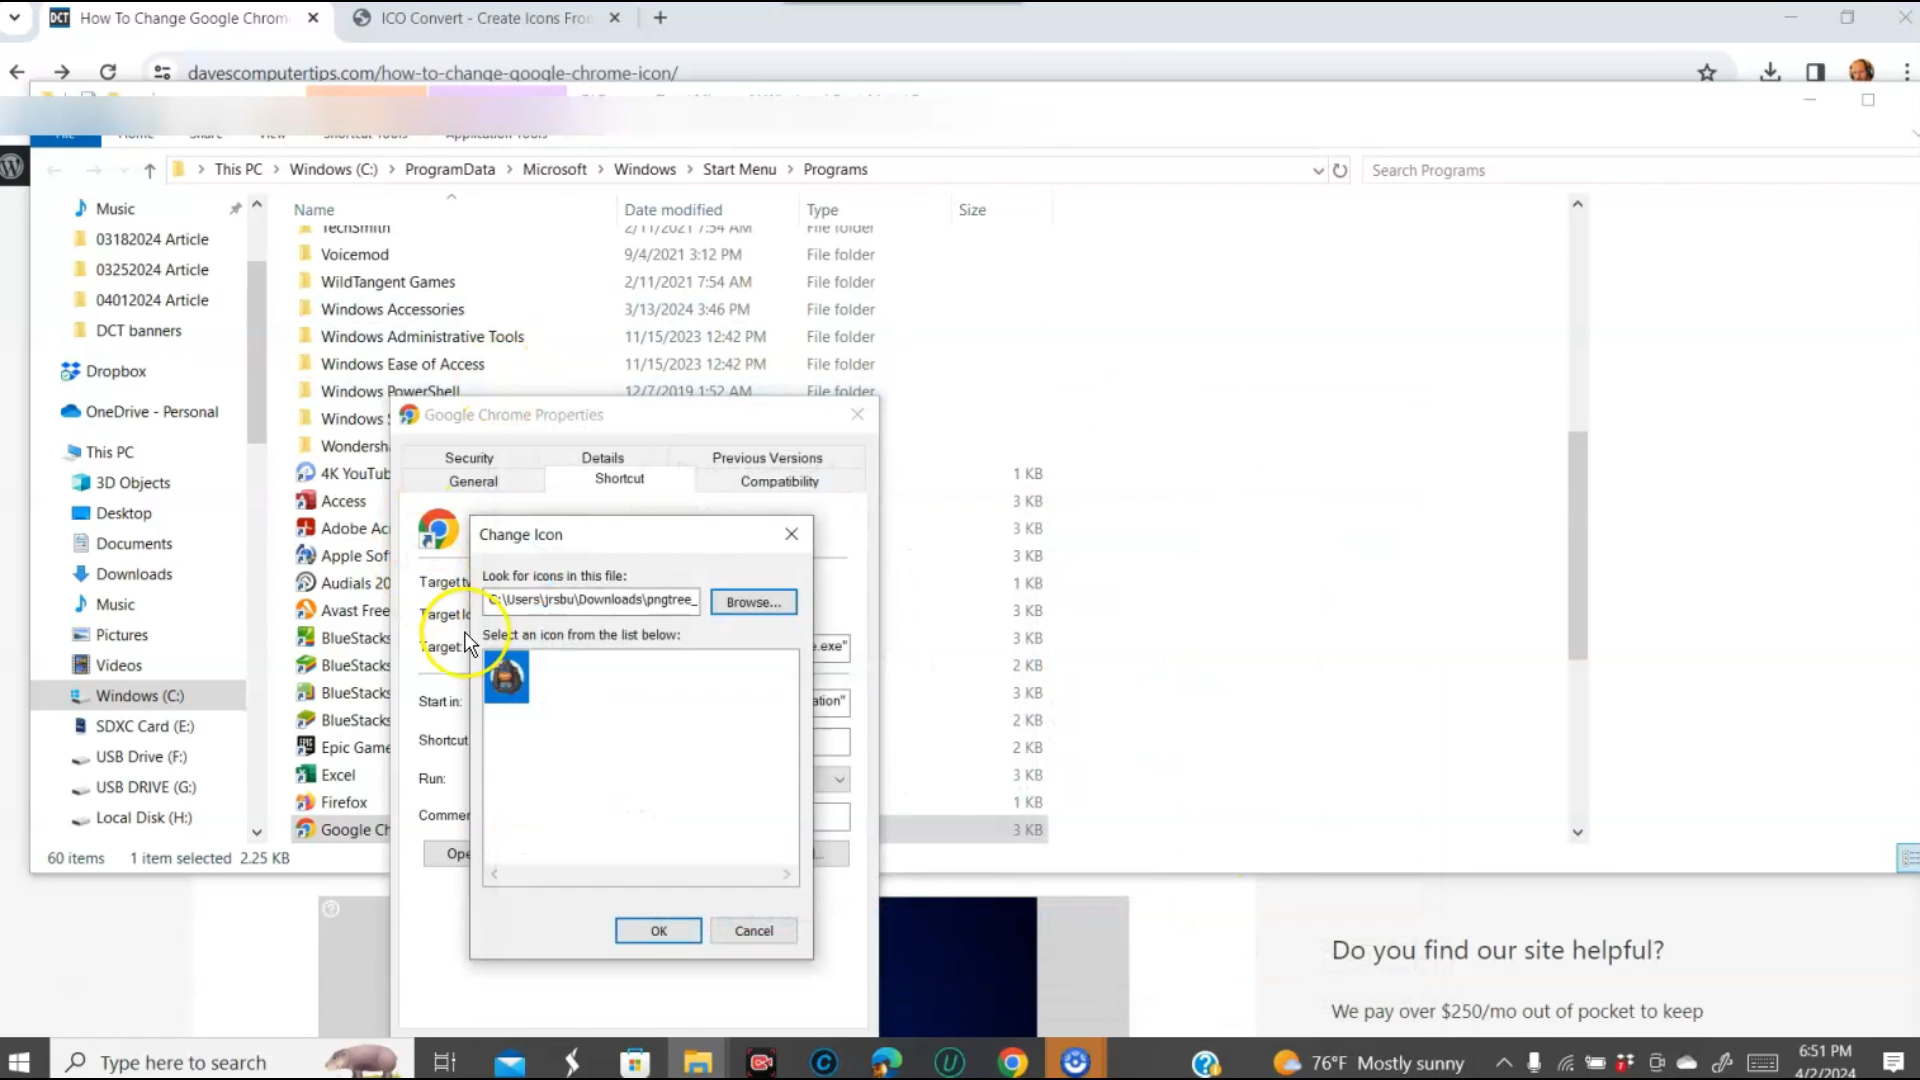 How To Change Google Chrom
ICO Convert - Create Icons Fro
davescomputertips.com/how-to-change-google-chrome-icon/
This PC > Windows (C:) > ProgramData > Microsoft > Windows > Start Menu > Programs
Search Programs
Name Date modified Type Size
Music
03182024 Article
03252024 Article
04012024 Article
DCT banners
Dropbox
OneDrive - Personal
This PC
3D Objects
Desktop
Documents
Downloads
Music
Pictures
Videos
Windows (C:)
SDXC Card (E:)
USB Drive (F:)
USB DRIVE (G:)
Local Disk (H:)
TechSmith 2/11/2021 7:54 AM File folder
Voicemod 9/4/2021 3:12 PM File folder
WildTangent Games 2/11/2021 7:54 AM File folder
Windows Accessories 3/13/2024 3:46 PM File folder
Windows Administrative Tools 11/15/2023 12:42 PM File folder
Windows Ease of Access 11/15/2023 12:42 PM File folder
Windows PowerShell 12/7/2019 1:52 AM File folder
Windows S
Wondersha
4K YouTub 1 KB
Access 3 KB
Adobe Ac 3 KB
Apple Sof 3 KB
Audials 20 1 KB
Avast Free 3 KB
BlueStacks 3 KB
BlueStacks 2 KB
BlueStacks 3 KB
BlueStacks 2 KB
Epic Game 2 KB
Excel 3 KB
Firefox 1 KB
Google Ch 3 KB
60 items 1 item selected 2.25 KB
Google Chrome Properties
Security Details Previous Versions
General Shortcut Compatibility
Target ty
Target lo
Target:
e.exe"
Start in:
ation"
Shortcut
Run:
Commen
Ope
Change Icon
Look for icons in this file:
C:\Users\jrsbu\Downloads\pngtree_
Browse...
Select an icon from the list below:
OK Cancel
Do you find our site helpful?
We pay over $250/mo out of pocket to keep
Type here to search
76°F Mostly sunny
6:51 PM
4/2/2024